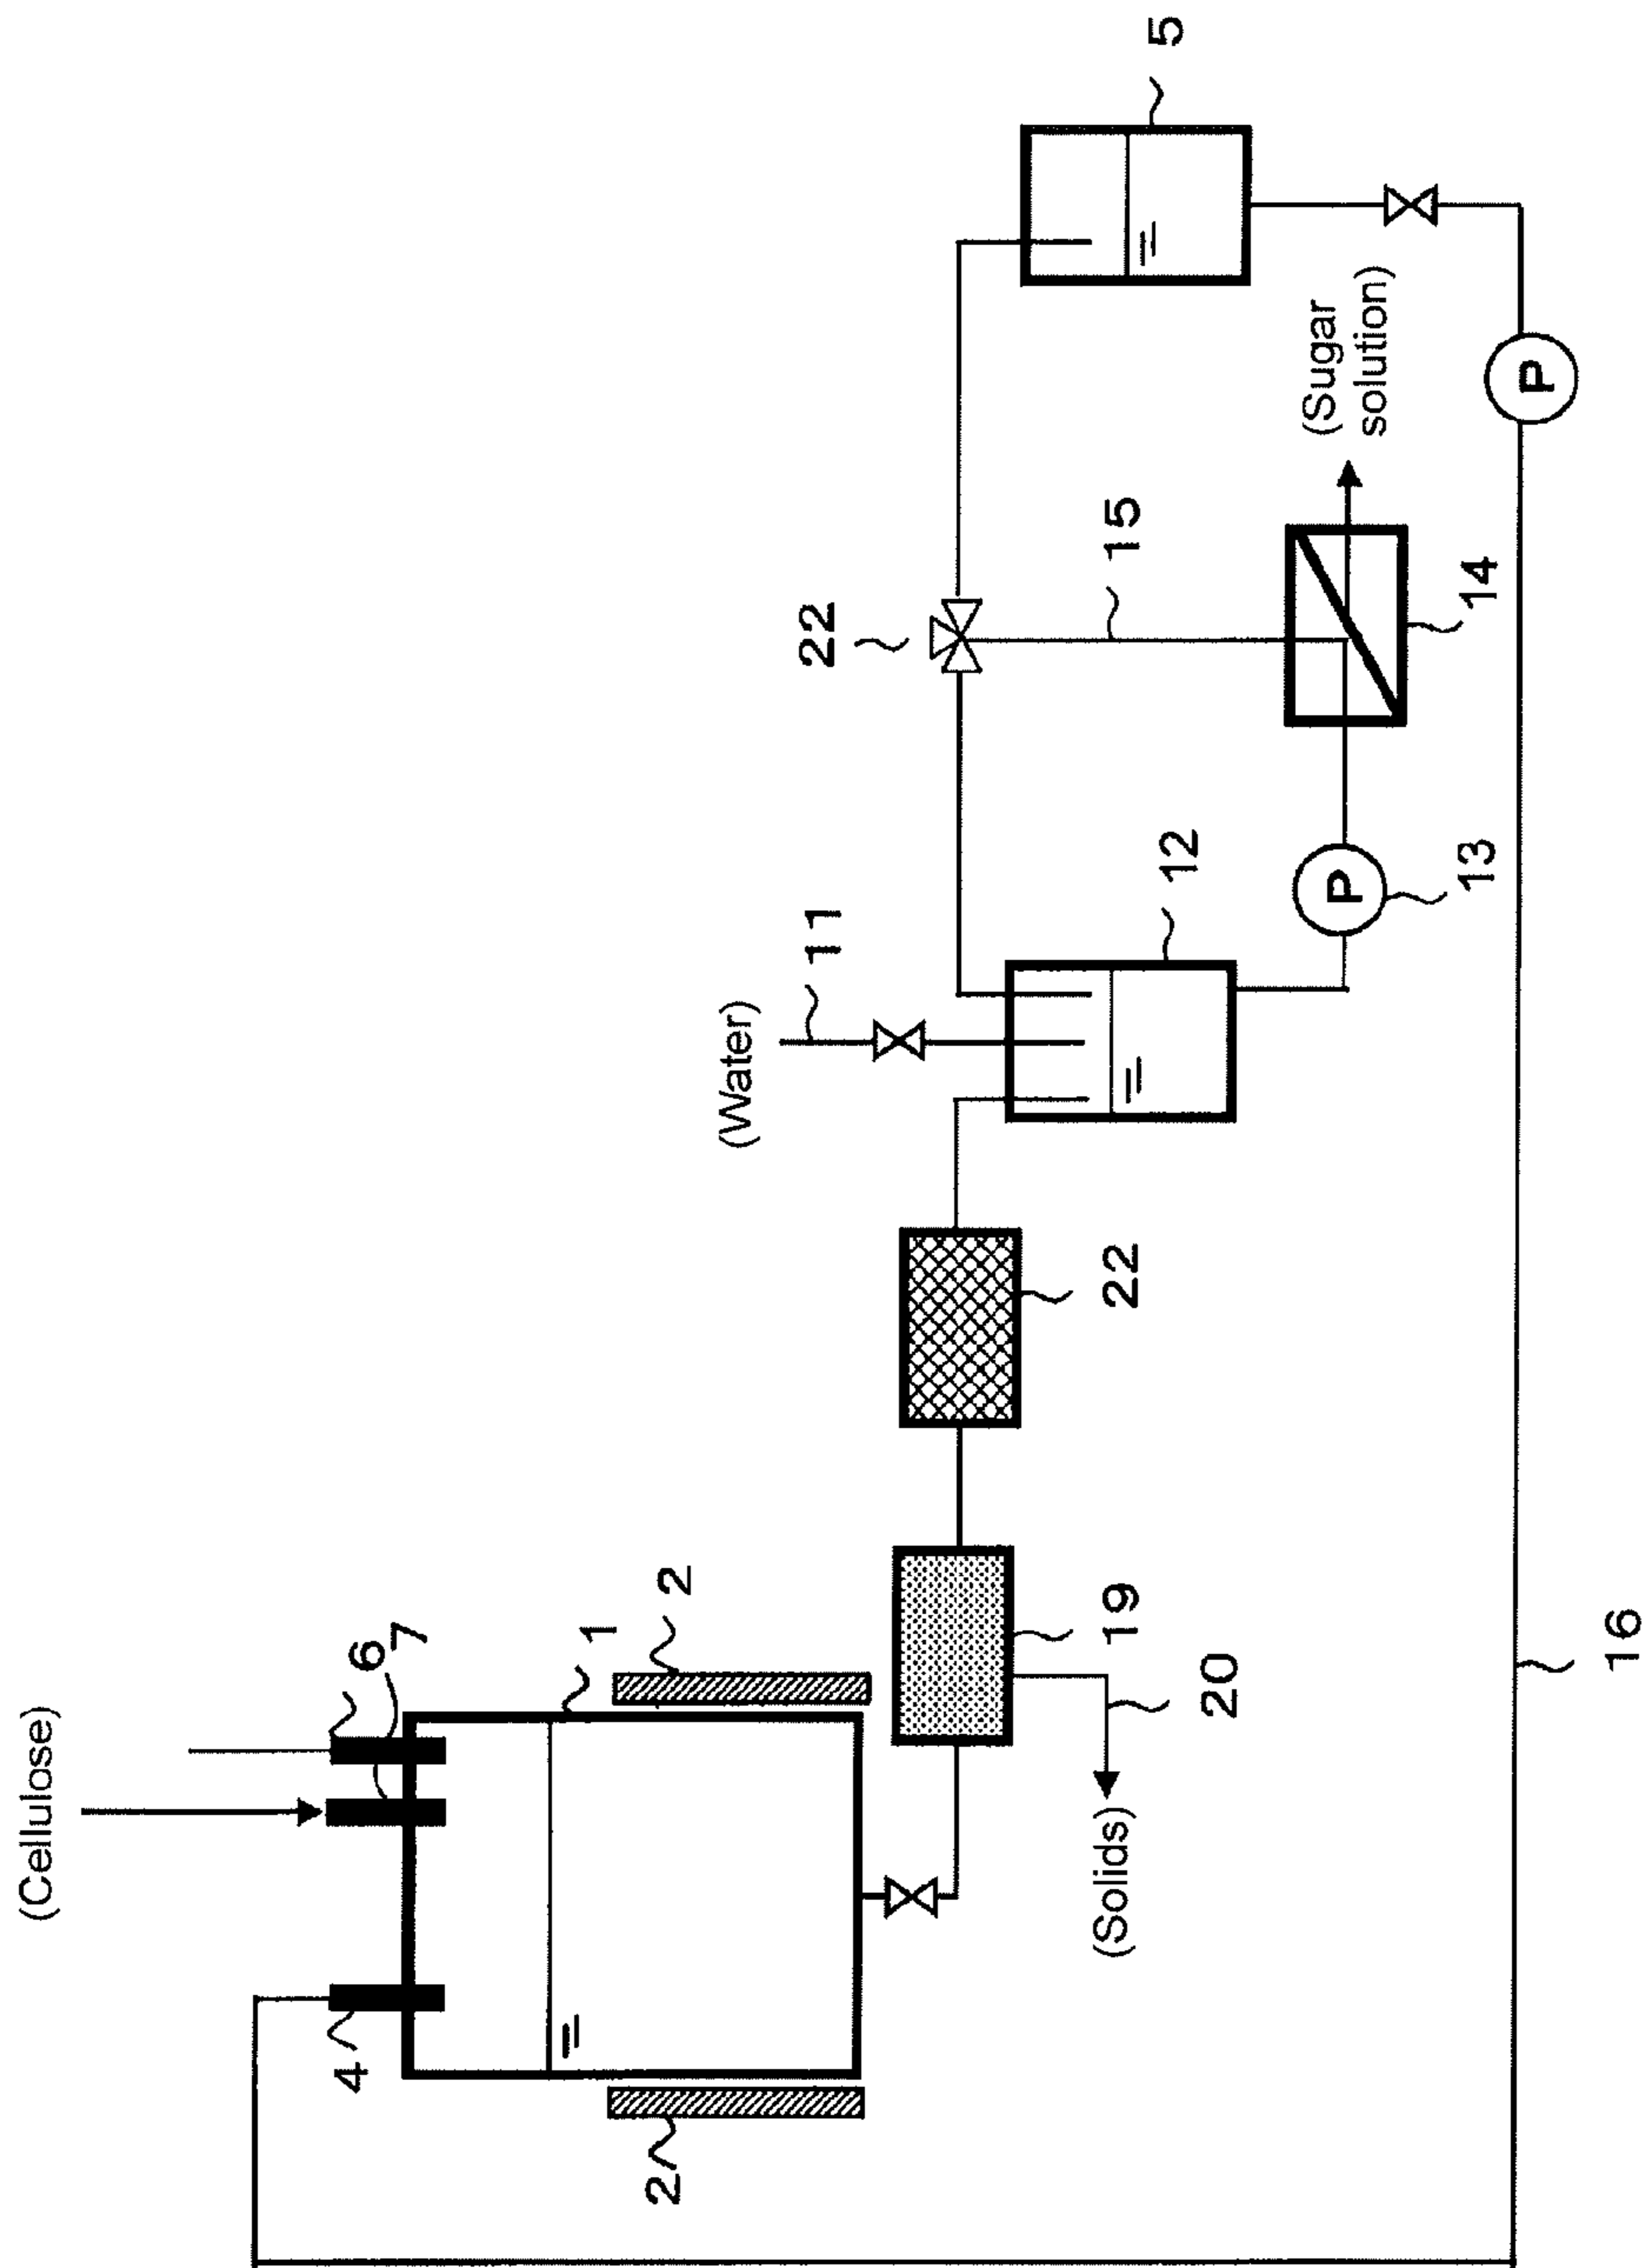 (Cellulose)
6
7
4
1
2
2
(Water)
11
22
5
12
15
(Sugar
solution)
22
19
20
(Solids)
P
13
14
P
16